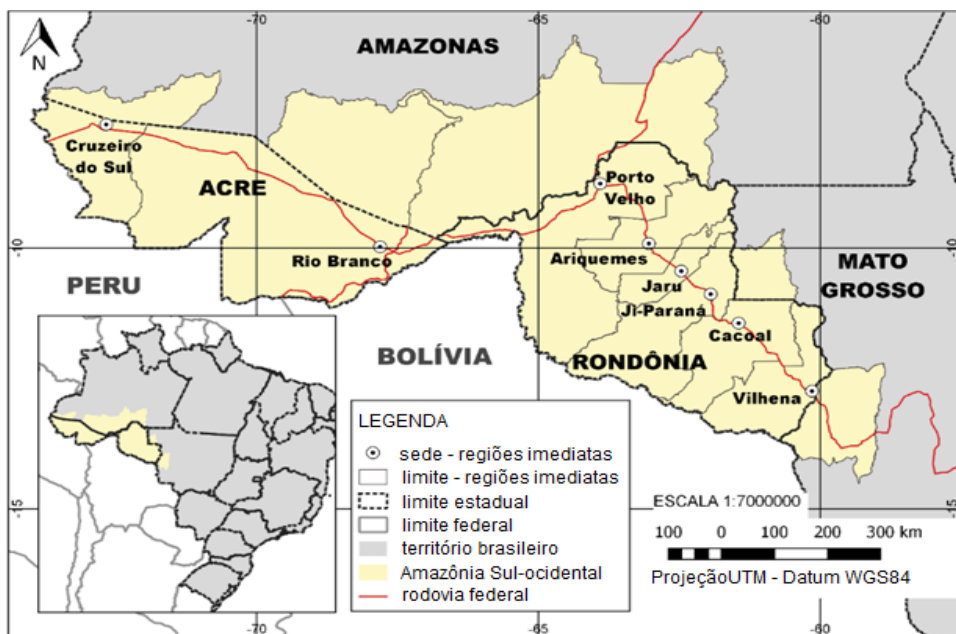 -70
-65
-60
N
AMAZONAS
Cruzeiro
do Sul
ACRE
Porto
Velho
-10
-10
Rio Branco
Ariquemes
MATO
GROSSO
PERU
Jaru
Ji-Paraná
BOLÍVIA
Cacoal
RONDÔNIA
Vilhena
LEGENDA
sede - regiões imediatas
limite - regiões imediatas
limite estadual
limite federal
território brasileiro
Amazônia Sul-ocidental
rodovia federal
ESCALA 1:7000000
100 0 100 200 300 km
ProjeçãoUTM - Datum WGS84
-15
-15
-70
-65
-60